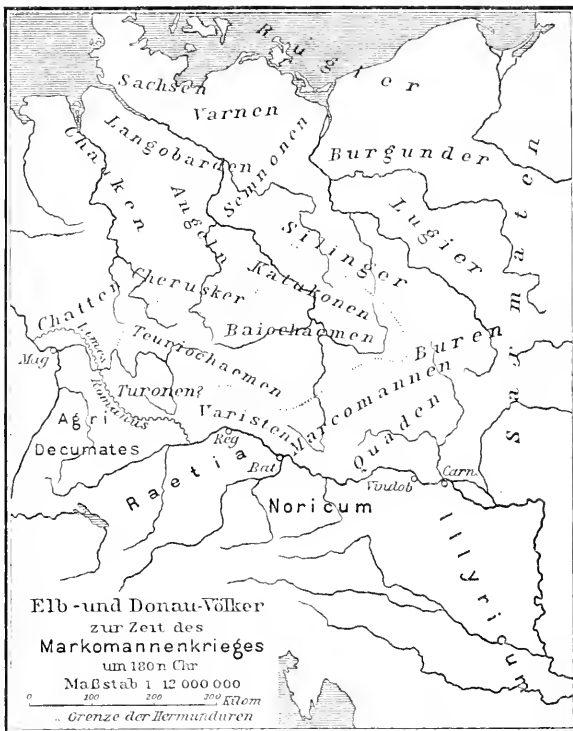 Rugier
Sachsen
Varnen
Langobarden
Semnonen
Burgunder
Chauken
Angeln
Silinger
Lugier
Sarmaten
Cherusker
Katukonen
Chatten
Baiochaemen
Buren
Limes
Romanus
Teuriochaemen
Marcomannen
Mog
Turonen?
Quaden
Agri
Decumates
Varisten
Reg
Bat
Raetia
Noricum
Vindob
Carn.
Illyricum
Elb-und Donau-Völker
zur Zeit des
Markomannenkrieges
um 180 n Chr
Maßstab 1 12 000 000
0 100 200 300 Kilom
.. Grenze der Hermunduren